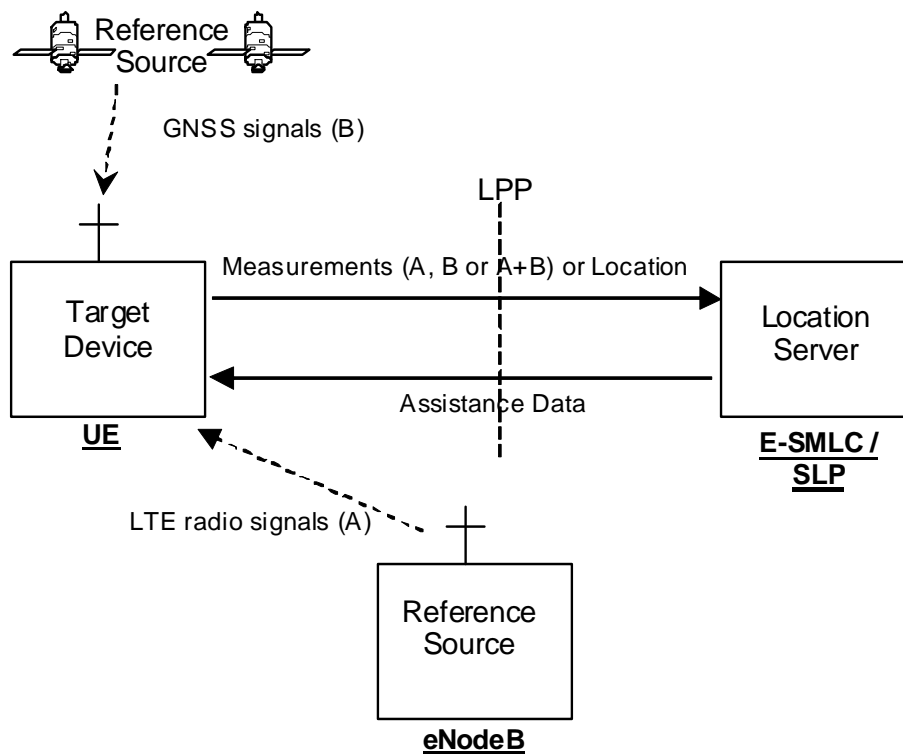 Reference
Source
GNSS signals (B)
LPP
Measurements (A, B or A+B) or Location
Target
Device
Location
Server
Assistance Data
UE
E-SMLC /
SLP
LTE radio signals (A)
Reference
Source
eNodeB